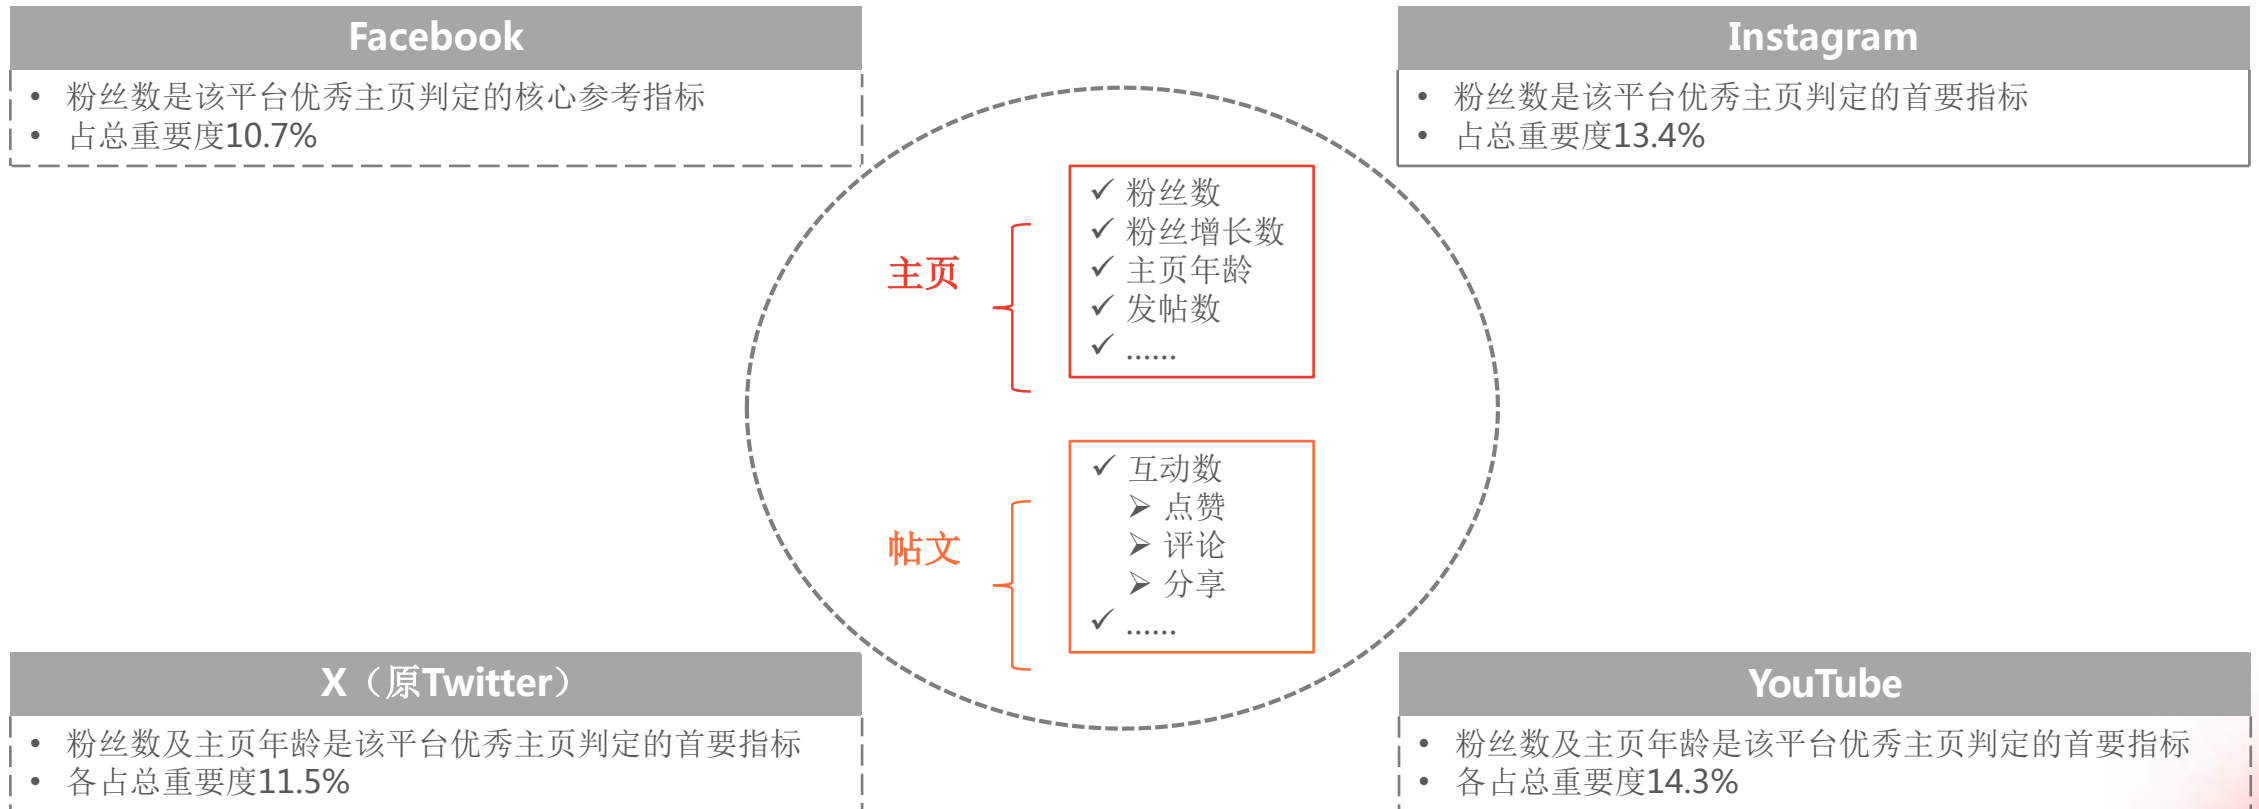 Facebook
• 粉丝数是该平台优秀主页判定的核心参考指标
• 占总重要度10.7%
Instagram
• 粉丝数是该平台优秀主页判定的首要指标
• 占总重要度13.4%
主页
✓ 粉丝数
✓ 粉丝增长数
✓ 主页年龄
✓ 发帖数
✓ ......
帖文
✓ 互动数
➢ 点赞
➢ 评论
➢ 分享
✓ ......
X（原Twitter）
• 粉丝数及主页年龄是该平台优秀主页判定的首要指标
• 各占总重要度11.5%
YouTube
• 粉丝数及主页年龄是该平台优秀主页判定的首要指标
• 各占总重要度14.3%